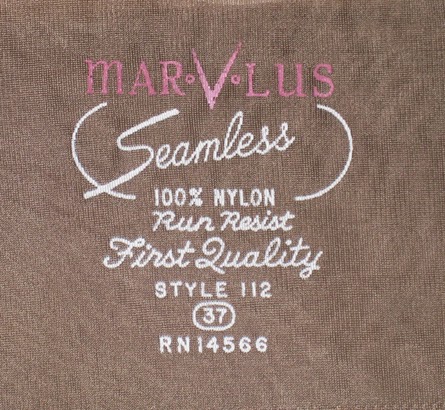 MAR·V·LUS
Seamless
100% NYLON
Run Resist
First Quality
STYLE 112
37
RN14566